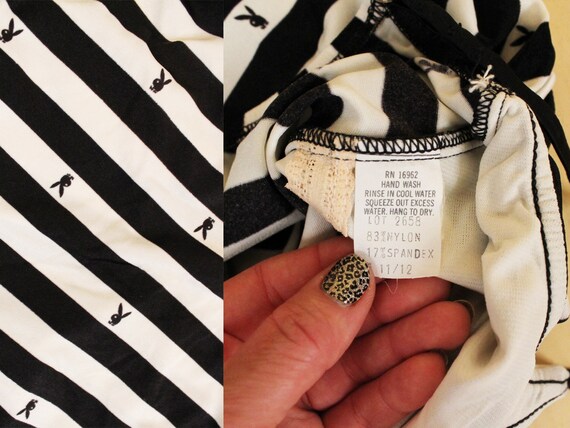 RN 16962
HAND WASH
RINSE IN COOL WATER
SQUEEZE OUT EXCESS
WATER. HANG TO DRY.
LOT 2658
83%NYLON
17%SPANDEX
11/12